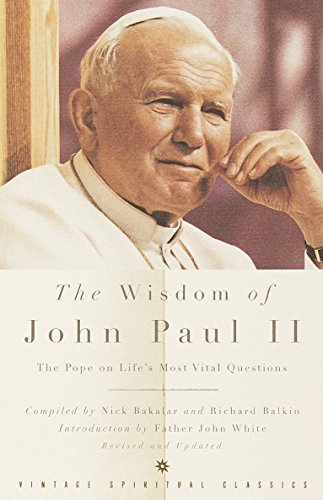 The Wisdom of
John Paul II
The Pope on Life's Most Vital Questions
Compiled by Nick Bakalar and Richard Balkin
Introduction by Father John White
Revised and Updated
VINTAGE SPIRITUAL CLASSICS